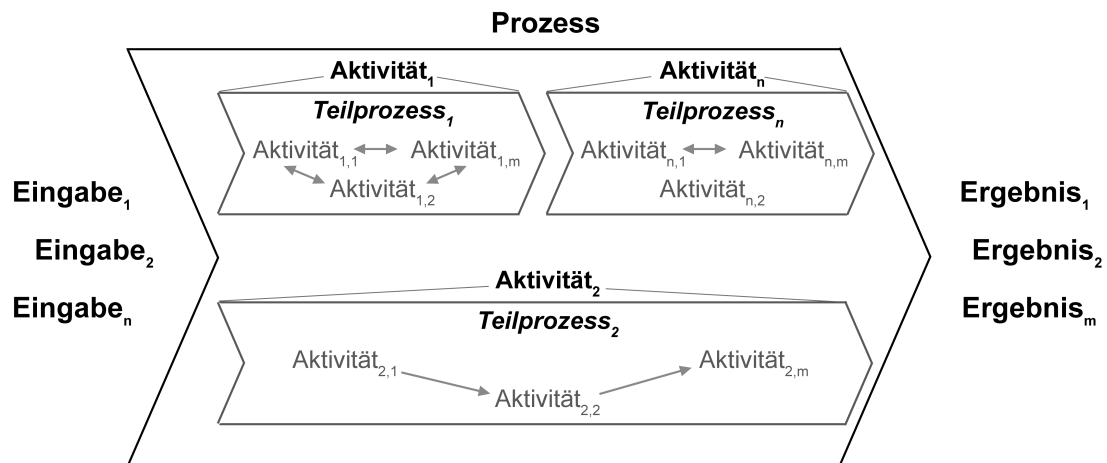 Prozess
Aktivität₁ Aktivitätₙ
Teilprozess₁ Teilprozessₙ
Aktivität₁,₁ Aktivität₁,ₘ Aktivitätₙ,₁ Aktivitätₙ,ₘ
Aktivität₁,₂ Aktivitätₙ,₂
Eingabe₁ Ergebnis₁
Eingabe₂ Ergebnis₂
Aktivität₂
Eingabeₙ Ergebnisₘ
Teilprozess₂
Aktivität₂,₁ Aktivität₂,ₘ
Aktivität₂,₂